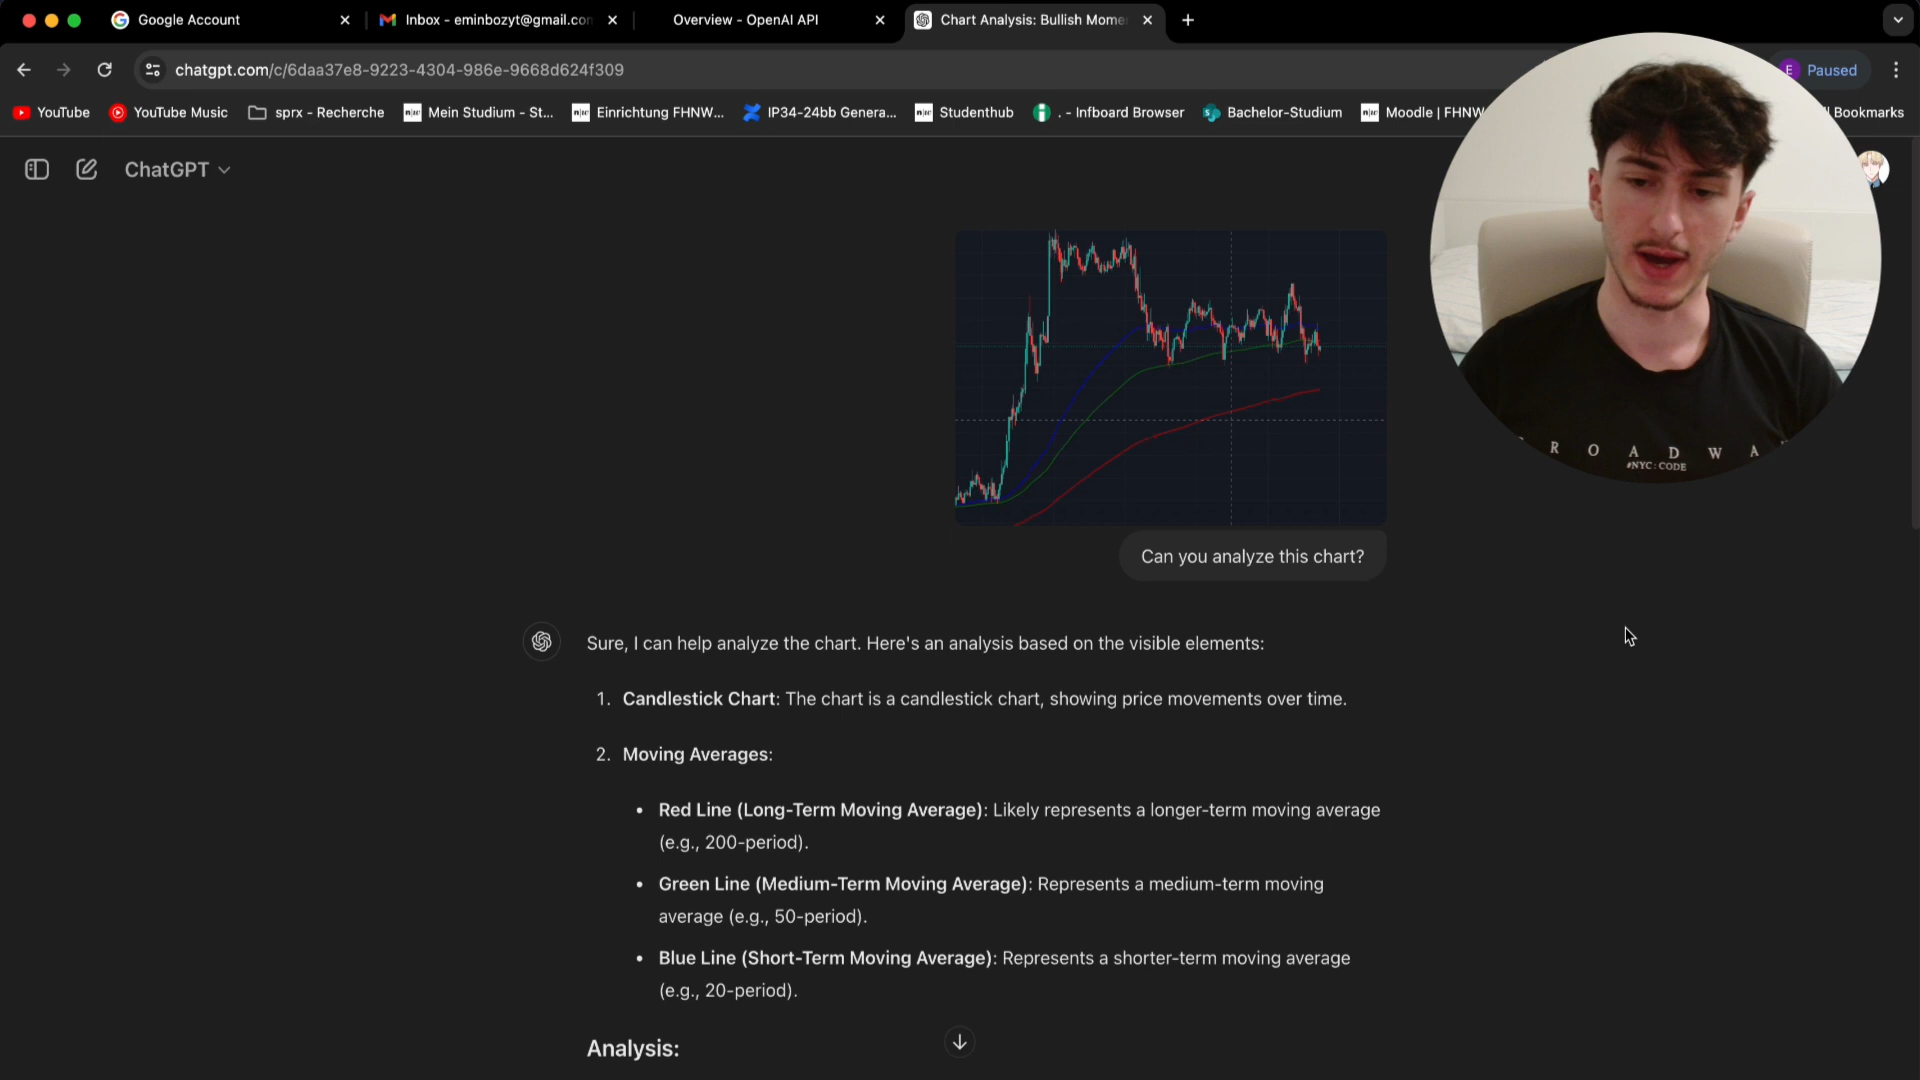 Google Account
Inbox - eminbozyt@gmail.co
Overview - OpenAI API
Chart Analysis: Bullish Mome
chatgpt.com/c/6daa37e8-9223-4304-986e-9668d624f309
E Paused
YouTube
YouTube Music
sprx - Recherche
n|w Mein Studium - St...
n|w Einrichtung FHNW...
IP34-24bb Genera...
n|w Studenthub
. - Infboard Browser
Bachelor-Studium
n|w Moodle | FHNW
Bookmarks
ChatGPT
R O A D W A
#NYC:CODE
Can you analyze this chart?
Sure, I can help analyze the chart. Here's an analysis based on the visible elements:
1. Candlestick Chart: The chart is a candlestick chart, showing price movements over time.
2. Moving Averages:
• Red Line (Long-Term Moving Average): Likely represents a longer-term moving average
(e.g., 200-period).
• Green Line (Medium-Term Moving Average): Represents a medium-term moving
average (e.g., 50-period).
• Blue Line (Short-Term Moving Average): Represents a shorter-term moving average
(e.g., 20-period).
Analysis: